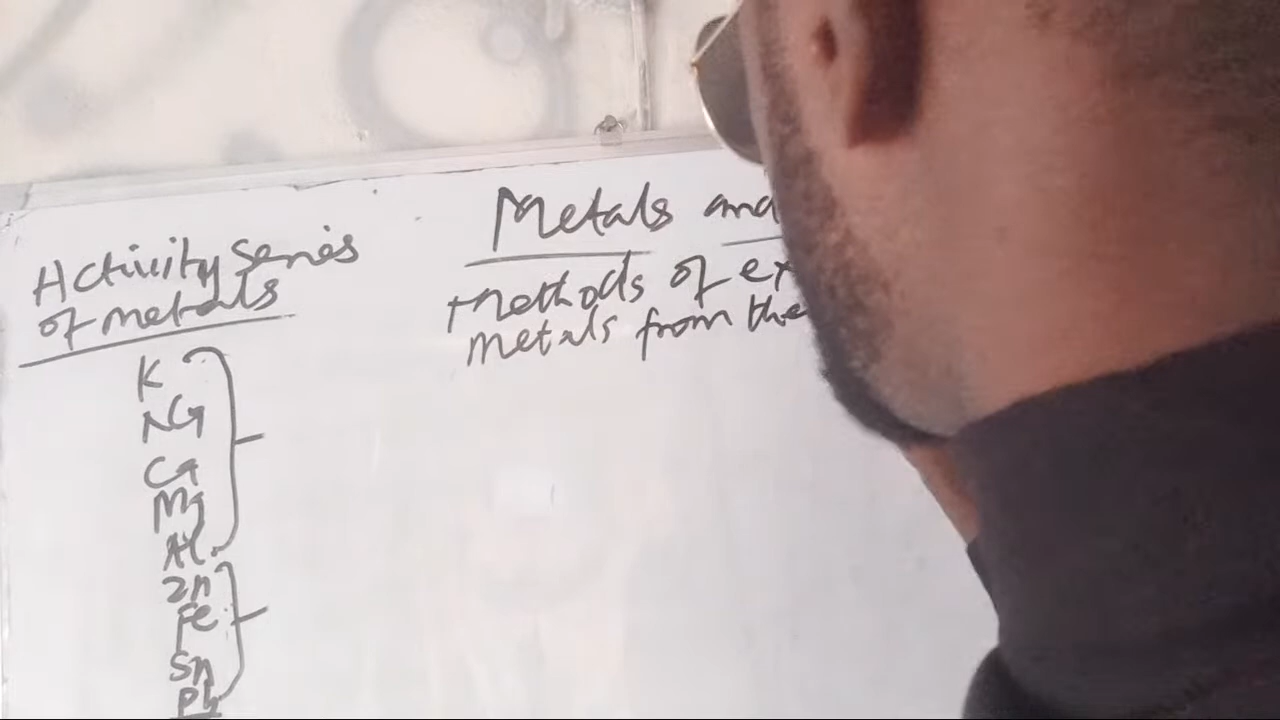 Activity Series
of metals
K
Na
Ca
Mg
Al
Zn
Fe
Sn
Pb
Metals and
Methods of ex
metals from the